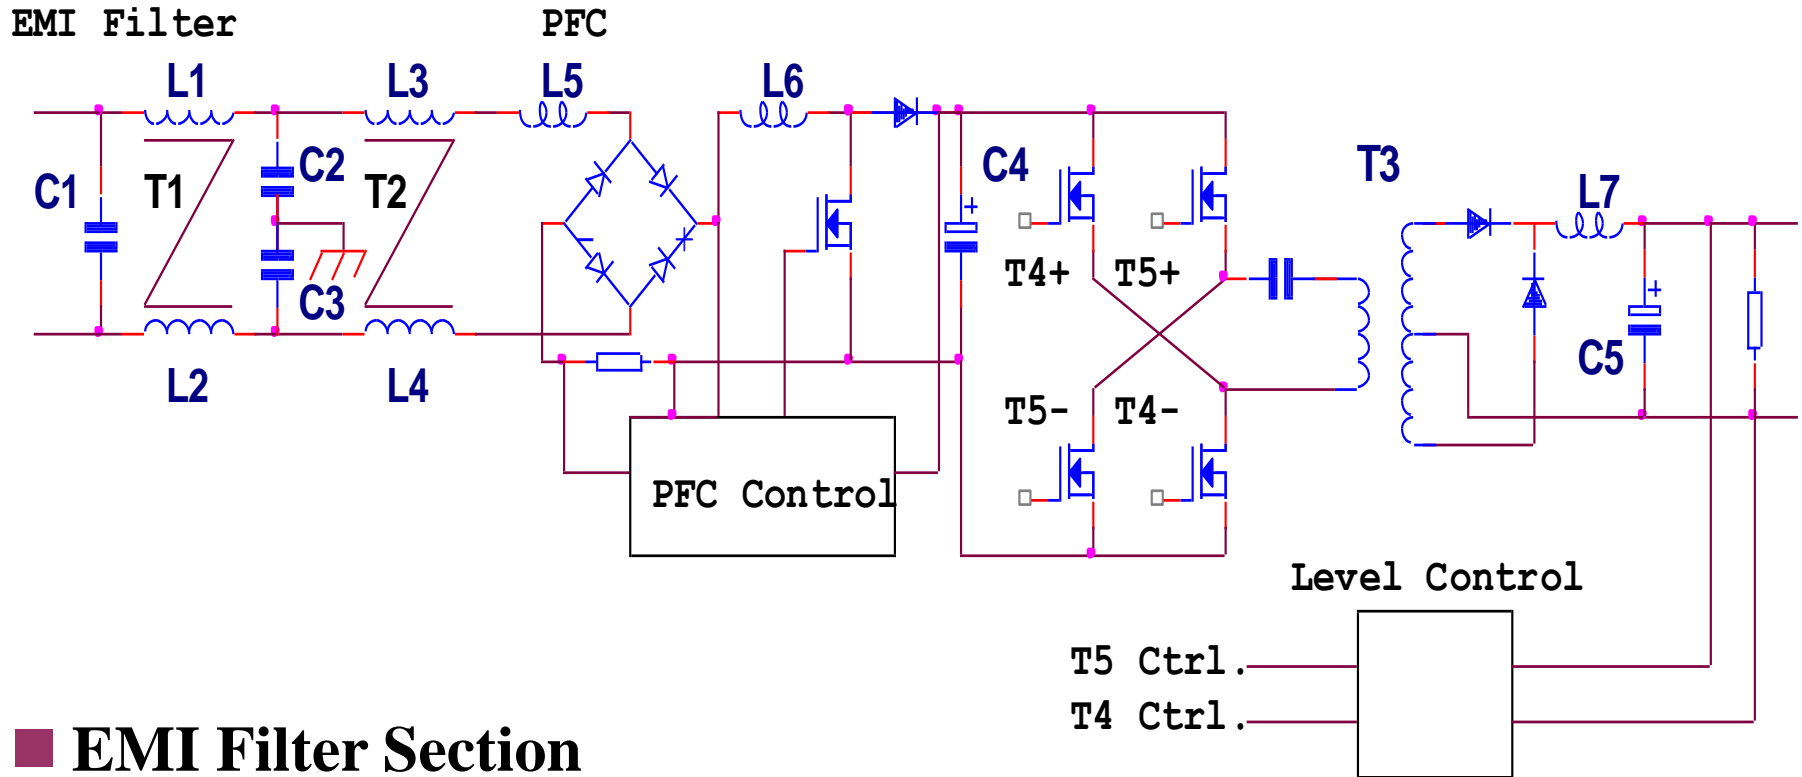 EMI Filter PFC
L1 L3 L5 L6
C1 T1 C2 T2 C4 T3 L7
C3 T4+ T5+
L2 L4 T5- T4- C5
PFC Control
Level Control
T5 Ctrl.
T4 Ctrl.
EMI Filter Section